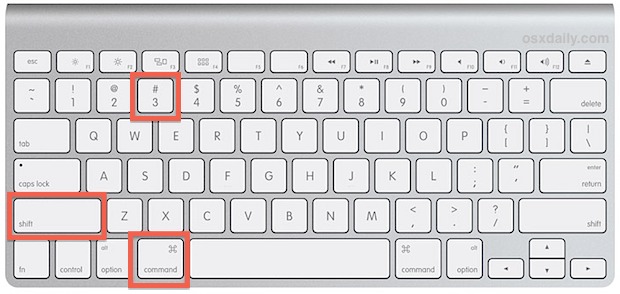 osxdaily.com
esc F1 F2 F3 F4 F5 F6 F7 F8 F9 F10 F11 F12
~ ! @ # $ % ^ & * ( ) _ +
` 1 2 3 4 5 6 7 8 9 0 - = delete
tab Q W E R T Y U I O P { [ } ] | \
caps lock A S D F G H J K L : ; " ' enter return
shift Z X C V B N M < , > . ? / shift
fn control alt option ⌘ command ⌘ command alt option